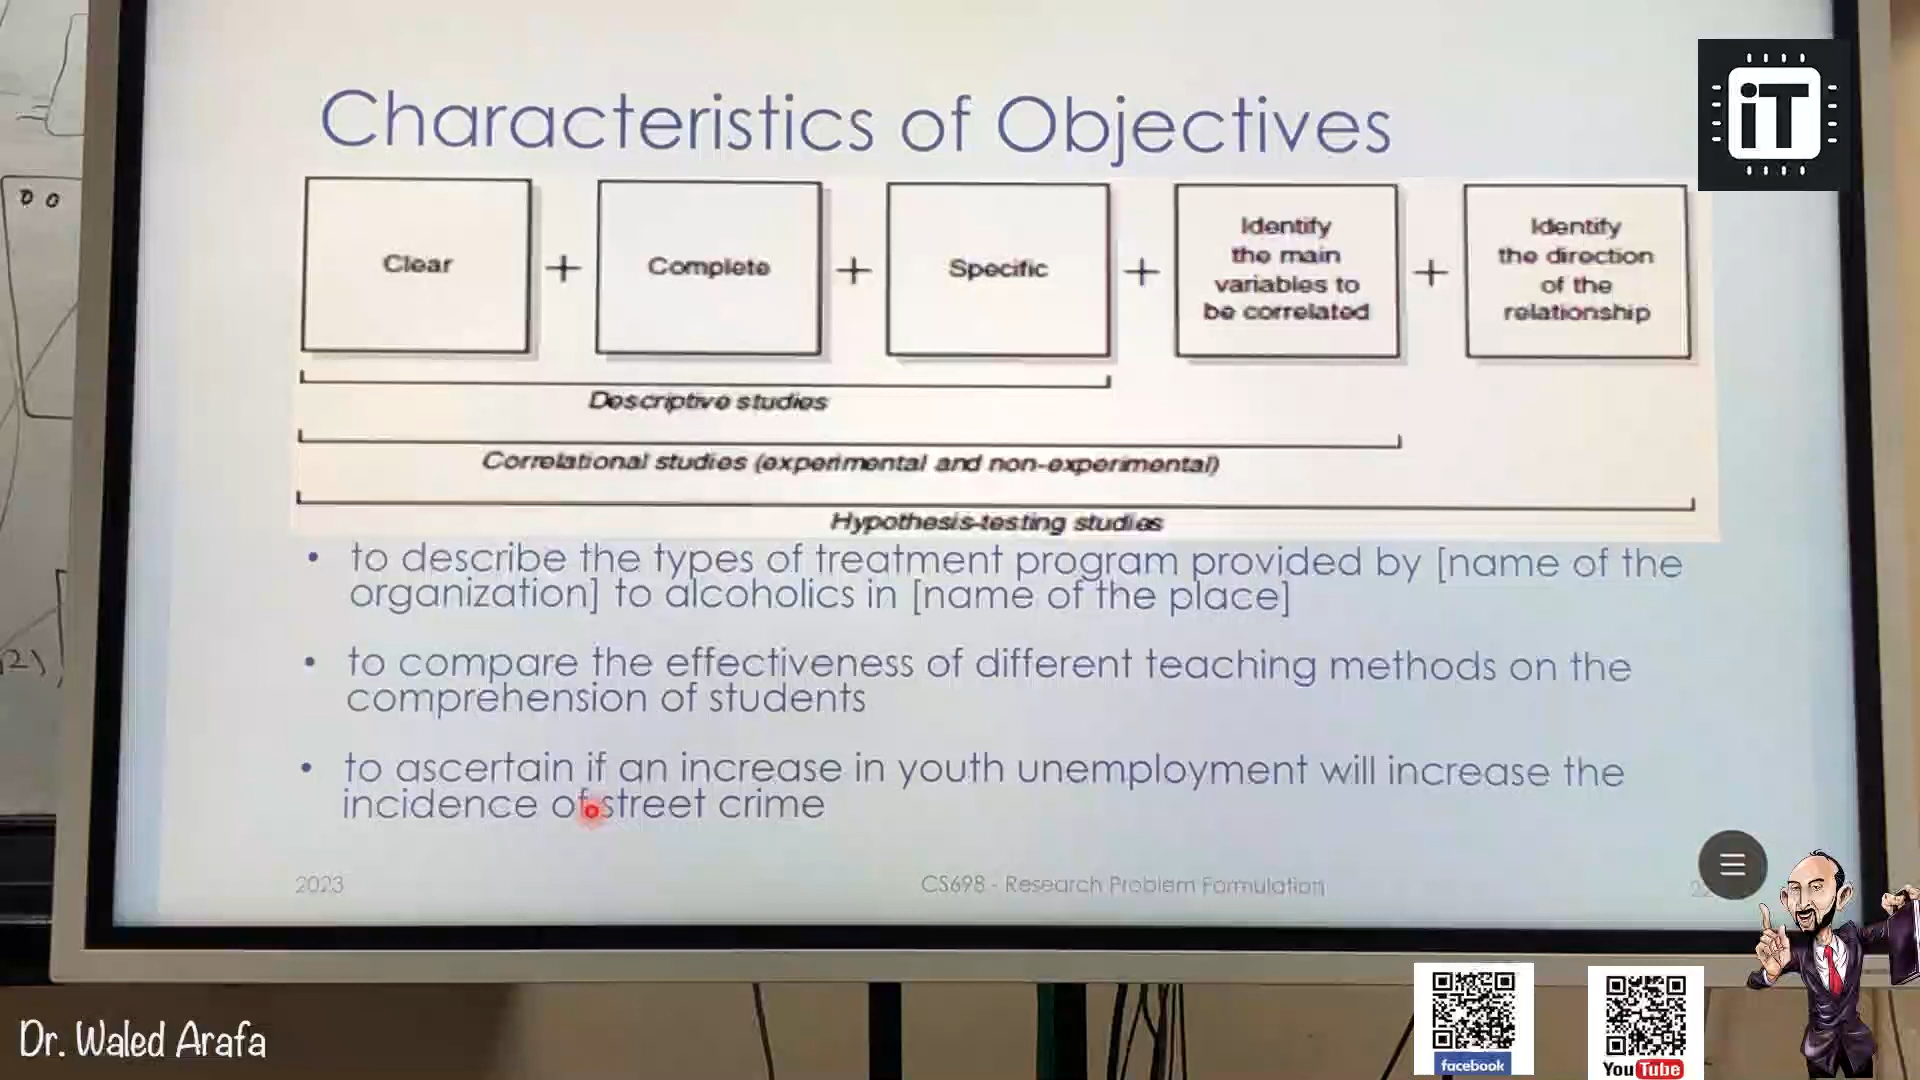 iT
Characteristics of Objectives
Clear + Complete + Specific + Identify the main variables to be correlated + Identify the direction of the relationship
Descriptive studies
Correlational studies (experimental and non-experimental)
Hypothesis-testing studies
• to describe the types of treatment program provided by [name of the
organization] to alcoholics in [name of the place]
• to compare the effectiveness of different teaching methods on the
comprehension of students
• to ascertain if an increase in youth unemployment will increase the
incidence of street crime
2023
CS698 - Research Problem Formulation
Dr. Waled Arafa
facebook
YouTube